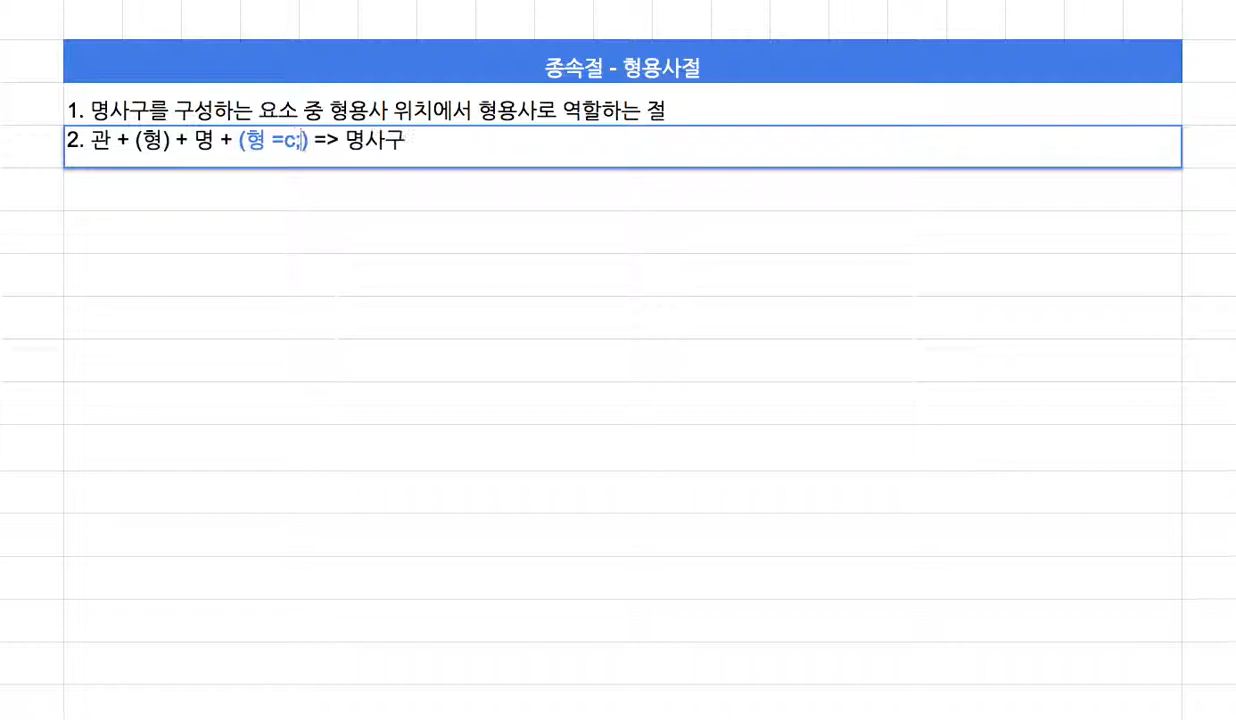 종속절 - 형용사절
1. 명사구를 구성하는 요소 중 형용사 위치에서 형용사로 역할하는 절
2. 관 + (형) + 명 + (형 =c;) => 명사구